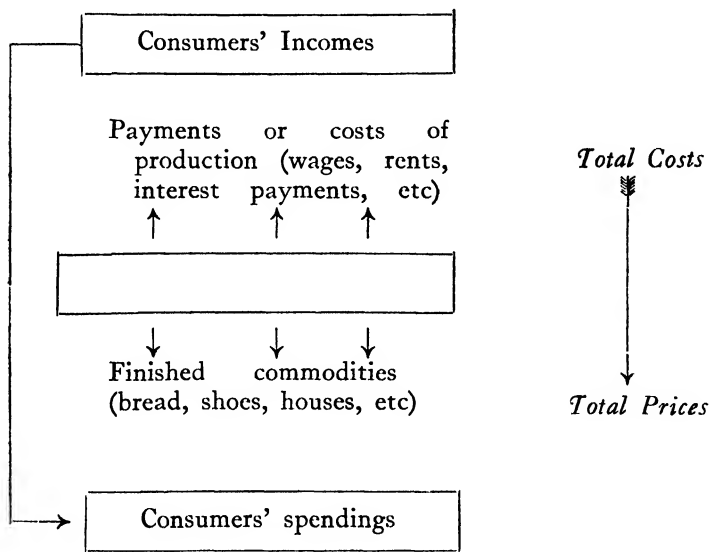 Consumers’ Incomes
Payments or costs of
production (wages, rents,
interest payments, etc)
Total Costs
Finished commodities
(bread, shoes, houses, etc)
Total Prices
Consumers’ spendings